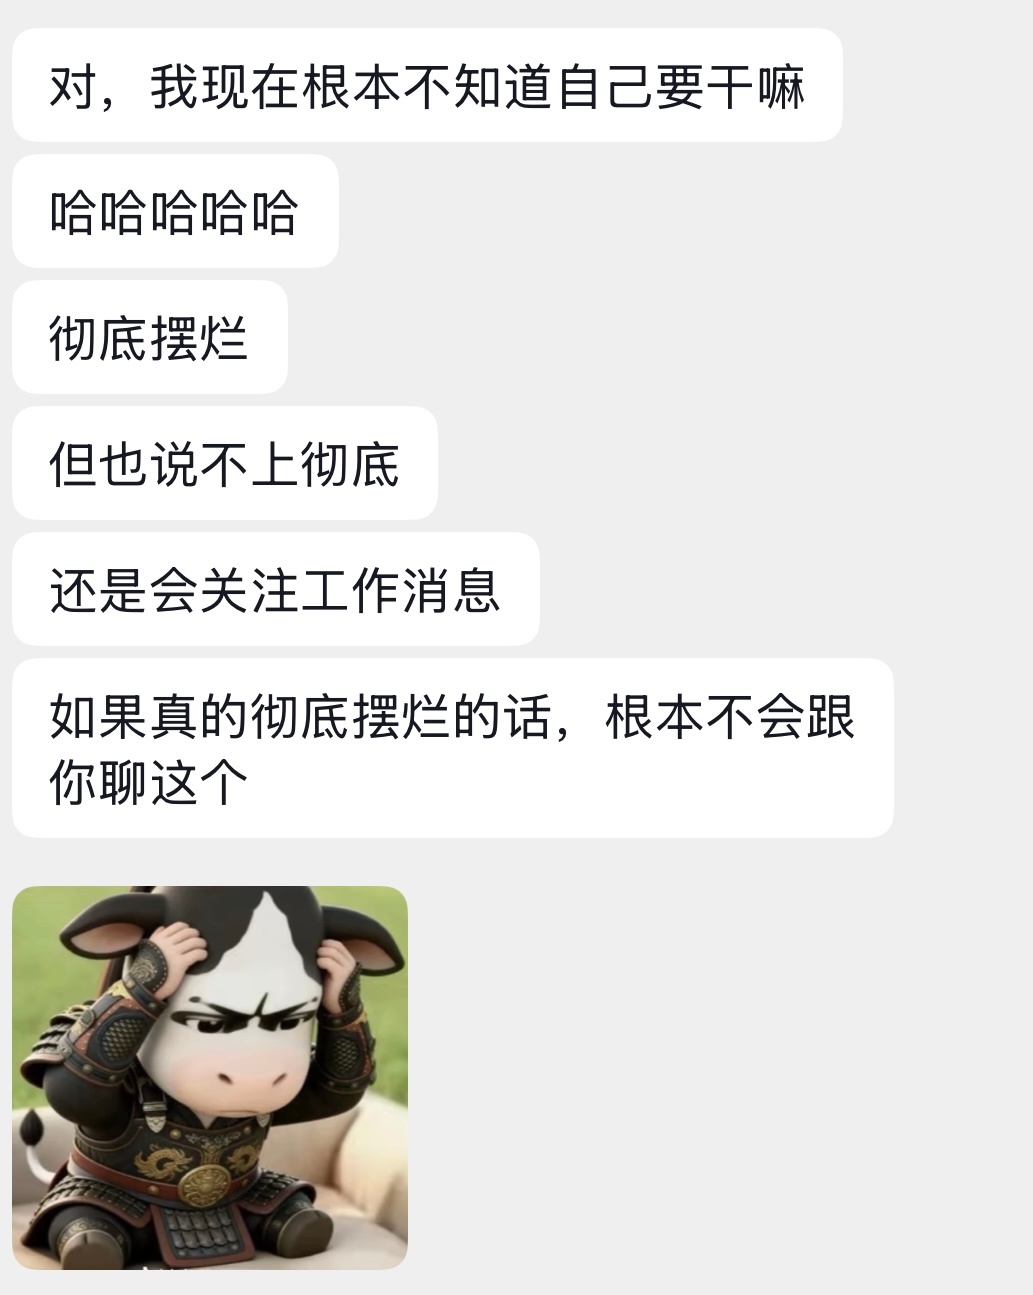 对，我现在根本不知道自己要干嘛
哈哈哈哈哈
彻底摆烂
但也说不上彻底
还是会关注工作消息
如果真的彻底摆烂的话，根本不会跟
你聊这个